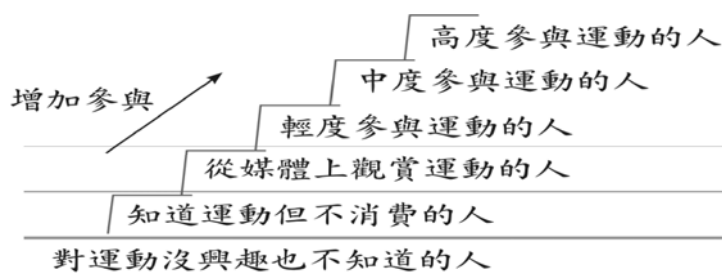 高度參與運動的人
中度參與運動的人
增加參與
輕度參與運動的人
從媒體上觀賞運動的人
知道運動但不消費的人
對運動沒興趣也不知道的人